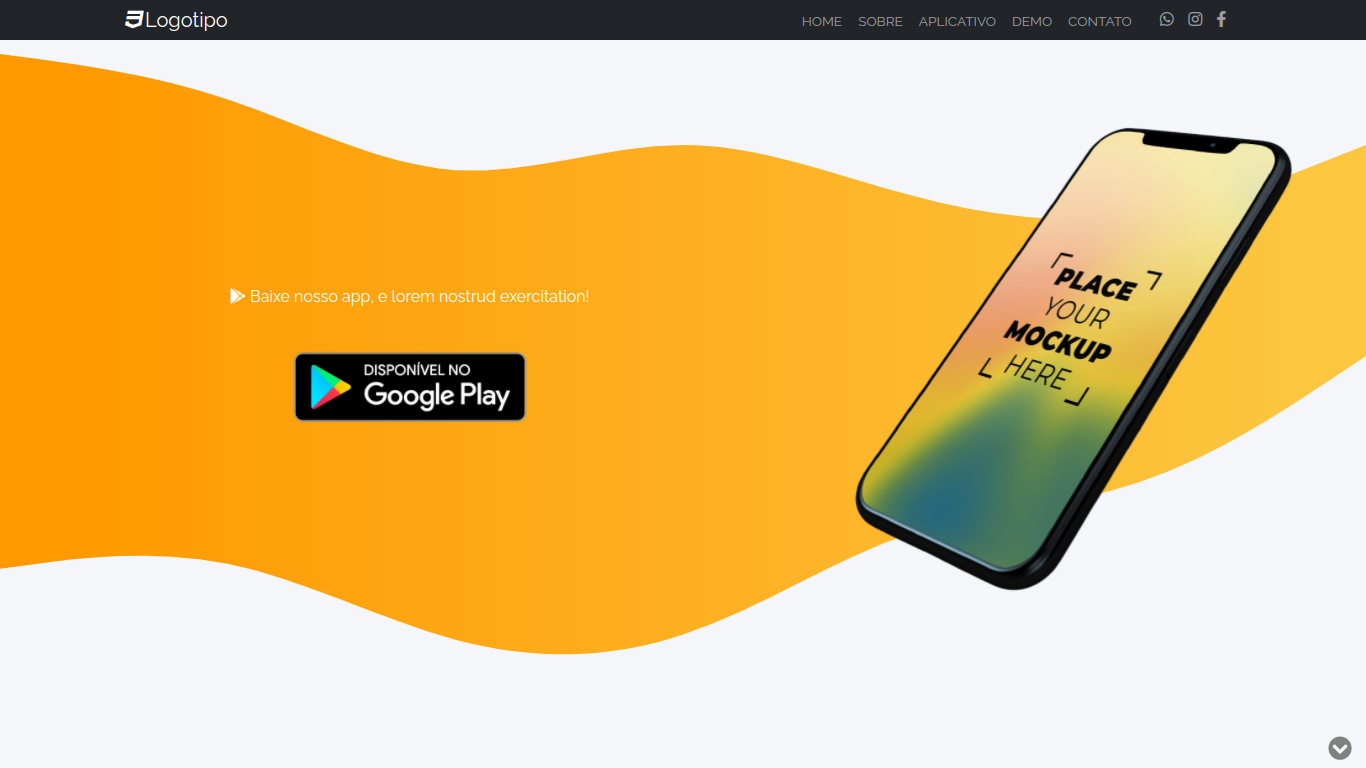 Logotipo
HOME SOBRE APLICATIVO DEMO CONTATO
Baixe nosso app, e lorem nostrud exercitation!
DISPONÍVEL NO
Google Play
PLACE
YOUR
MOCKUP
HERE